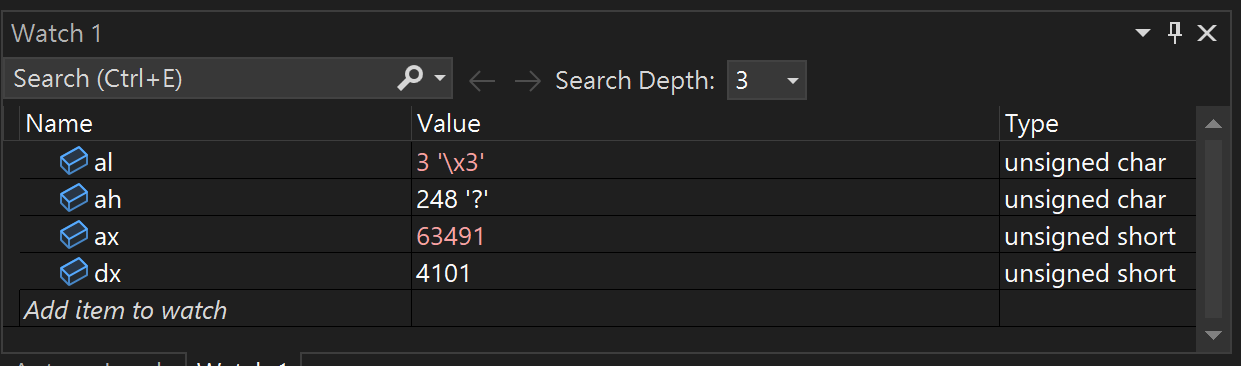 Watch 1
Search (Ctrl+E) Search Depth: 3
Name Value Type
al 3 '\x3' unsigned char
ah 248 '?' unsigned char
ax 63491 unsigned short
dx 4101 unsigned short
Add item to watch
Watch 1